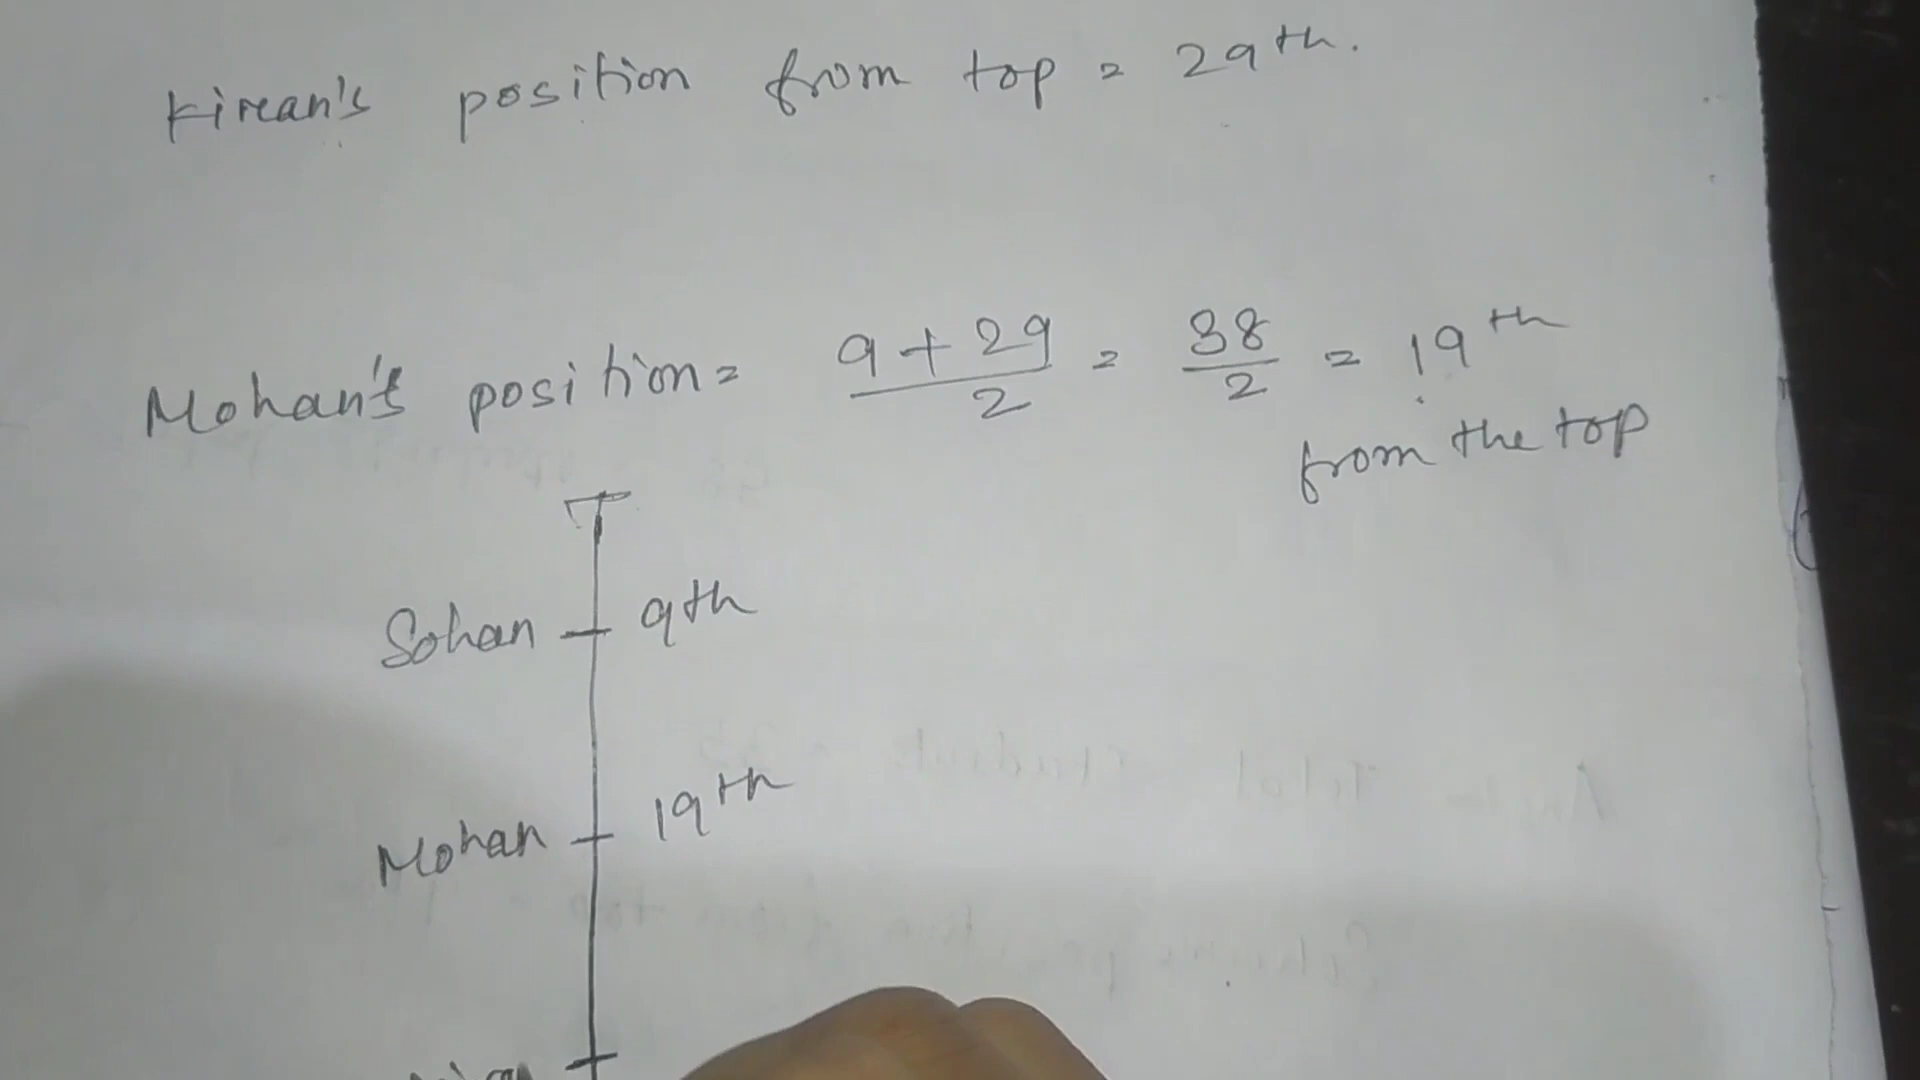 Kiran's position from top = 29th.
Mohan's position = 9 + 29 / 2 = 38 / 2 = 19th
from the top
Sohan 9th
Mohan 19th